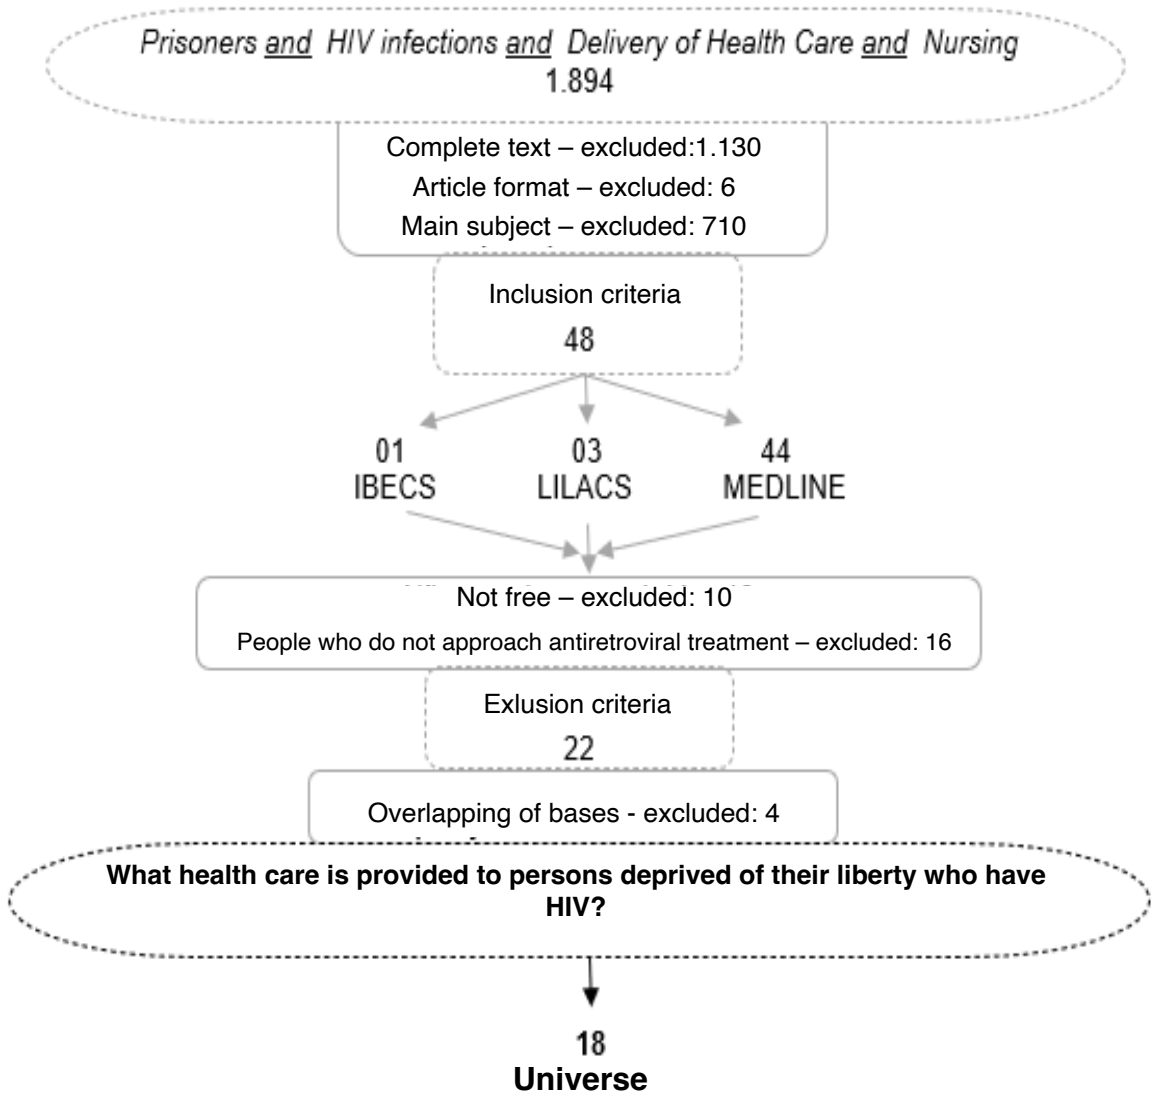 Prisoners and HIV infections and Delivery of Health Care and Nursing
1.894
Complete text – excluded:1.130
Article format – excluded: 6
Main subject – excluded: 710
Inclusion criteria
48
01
IBECS
03
LILACS
44
MEDLINE
Not free – excluded: 10
People who do not approach antiretroviral treatment – excluded: 16
Exlusion criteria
22
Overlapping of bases - excluded: 4
What health care is provided to persons deprived of their liberty who have
HIV?
18
Universe